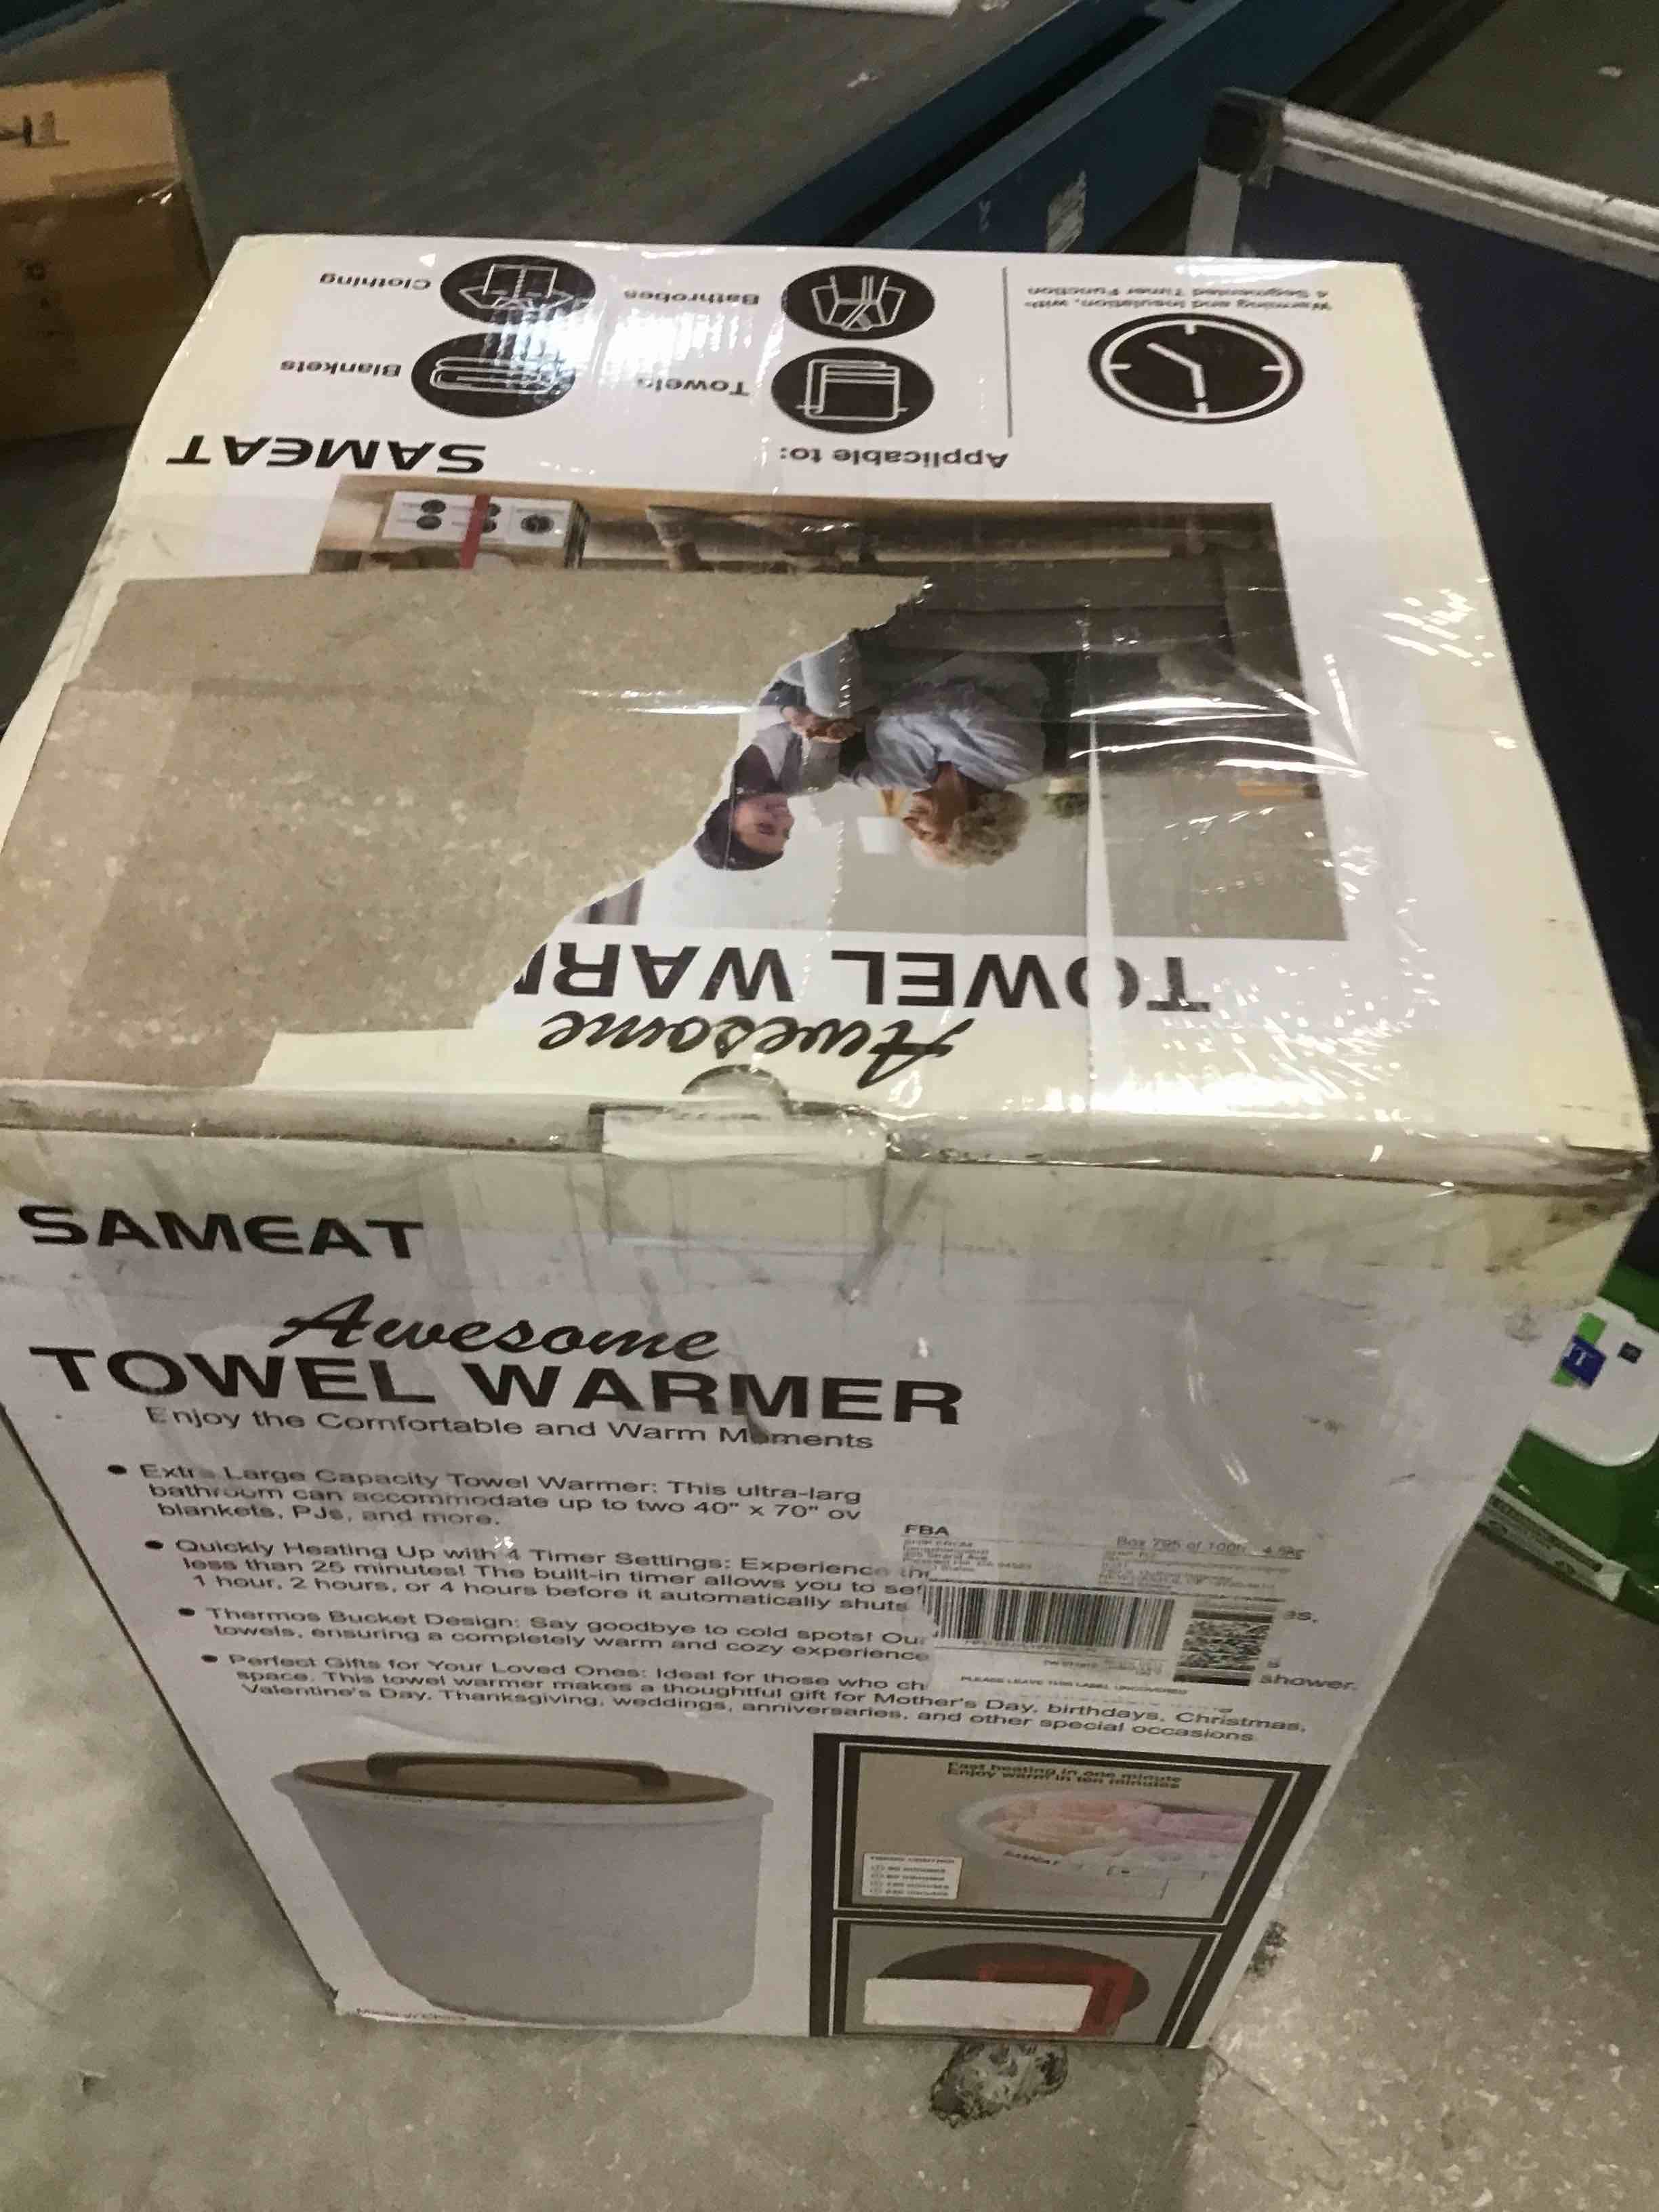 Warming and Insulation, with
4 Segmented Timer Function
Applicable to:
Towels
Blankets
Bathrobes
Clothing
SAMEAT
Awesome
TOWEL WAR
SAMEAT
Awesome
TOWEL WARMER
Enjoy the Comfortable and Warm Moments
• Extra Large Capacity Towel Warmer: This ultra-larg
bathroom can accommodate up to two 40" x 70" ov
blankets, PJs, and more.
• Quickly Heating Up with 4 Timer Settings: Experience the
less than 25 minutes! The built-in timer allows you to set
1 hour, 2 hours, or 4 hours before it automatically shuts
es.
• Thermos Bucket Design: Say goodbye to cold spots! Our
towels, ensuring a completely warm and cozy experience
s
shower.
• Perfect Gifts for Your Loved Ones: Ideal for those who ch
space. This towel warmer makes a thoughtful gift for Mother's Day, birthdays, Christmas,
Valentine's Day, Thanksgiving, weddings, anniversaries, and other special occasions.
FBA
PLEASE LEAVE THIS LABEL UNCOVERED
Fast heating in one minute
Enjoy warm in ten minutes
SAMEAT
Made in China